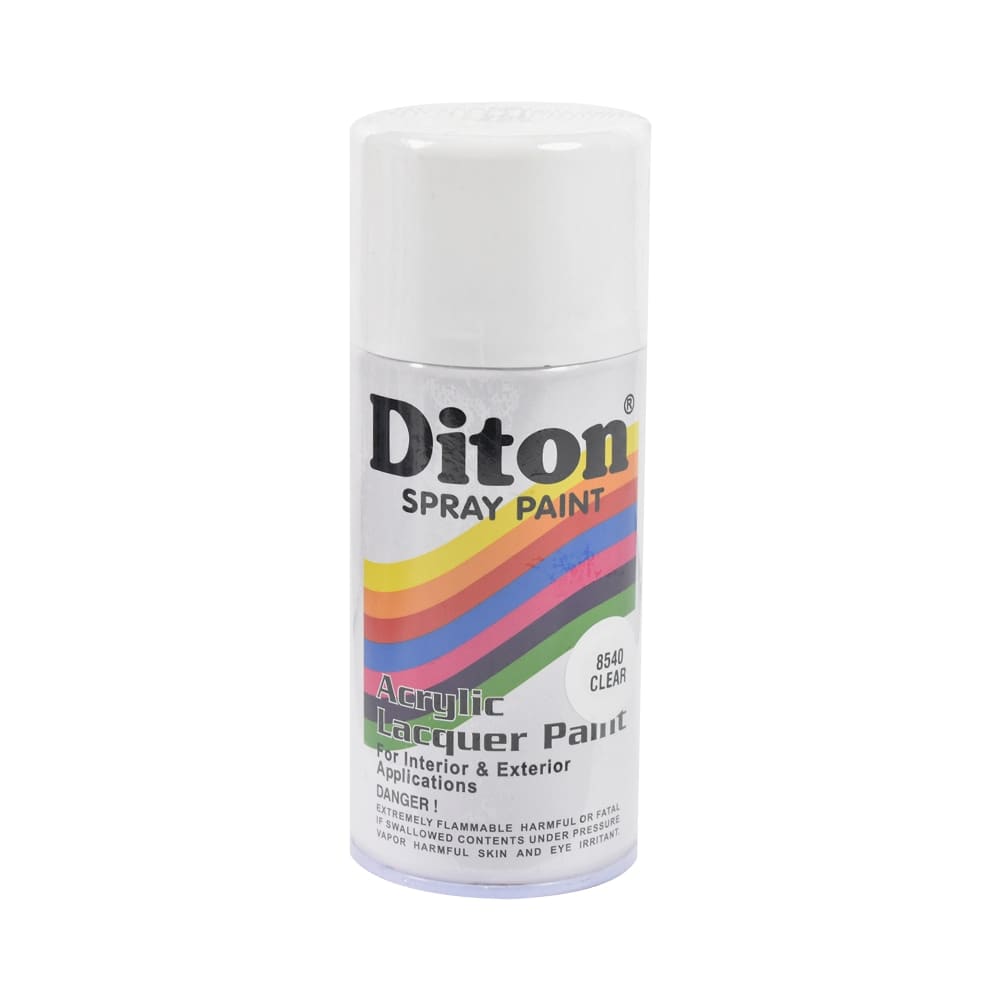 Diton®
SPRAY PAINT
8540
CLEAR
Acrylic
Lacquer Paint
For Interior & Exterior
Applications
DANGER !
EXTREMELY FLAMMABLE HARMFUL OR FATAL
IF SWALLOWED CONTENTS UNDER PRESSURE
VAPOR HARMFUL SKIN AND EYE IRRITANT.